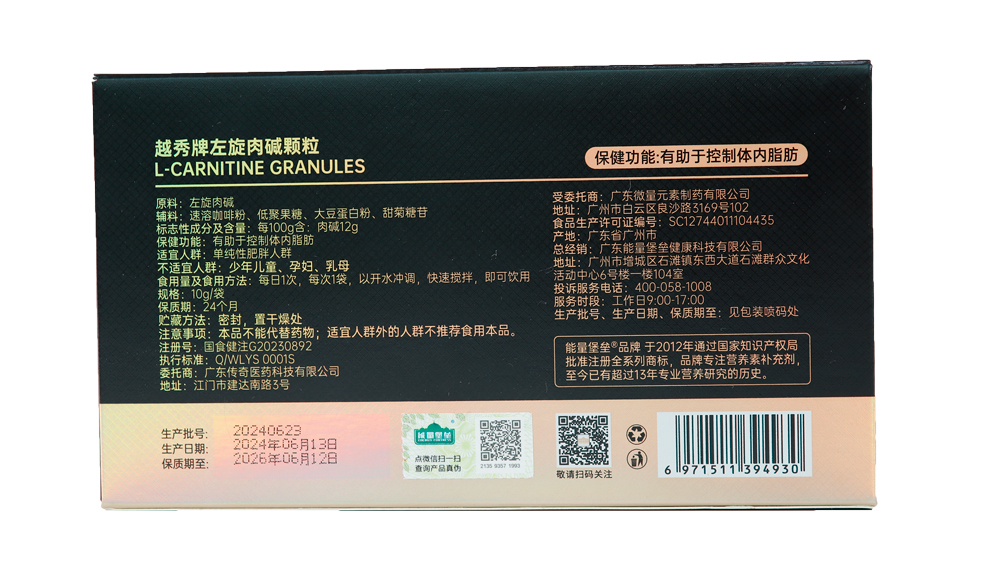 越秀牌左旋肉碱颗粒
L-CARNITINE GRANULES
保健功能:有助于控制体内脂肪
原料：左旋肉碱
辅料：速溶咖啡粉、低聚果糖、大豆蛋白粉、甜菊糖苷
标志性成分及含量：每100g含：肉碱12g
保健功能：有助于控制体内脂肪
适宜人群：单纯性肥胖人群
不适宜人群：少年儿童、孕妇、乳母
食用量及食用方法：每日1次，每次1袋，以开水冲调，快速搅拌，即可饮用
规格：10g/袋
保质期：24个月
贮藏方法：密封，置干燥处
注意事项：本品不能代替药物；适宜人群外的人群不推荐食用本品。
注册号：国食健注G20230892
执行标准：Q/WLYS 0001S
委托商：广东传奇医药科技有限公司
地址：江门市建达南路3号
受委托商：广东微量元素制药有限公司
地址：广州市白云区良沙路3169号102
食品生产许可证编号：SC12744011104435
产地：广东省广州市
总经销：广东能量堡垒健康科技有限公司
地址：广州市增城区石滩镇东西大道石滩群众文化
活动中心6号楼一楼104室
投诉服务电话：400-058-1008
服务时段：工作日9:00-17:00
生产批号、生产日期、保质期至：见包装喷码处
能量堡垒®品牌 于2012年通过国家知识产权局
批准注册全系列商标，品牌专注营养素补充剂，
至今已有超过13年专业营养研究的历史。
生产批号： 20240623
生产日期： 2024年06月13日
保质期至： 2026年06月12日
能量堡垒
点微信扫一扫
查询产品真伪
2135 9357 1993
敬请扫码关注
6 971511 394930